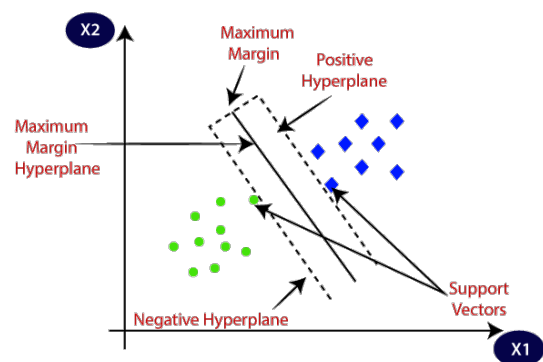 X2
Maximum
Margin
Positive
Hyperplane
Maximum
Margin
Hyperplane
Negative Hyperplane
Support
Vectors
X1